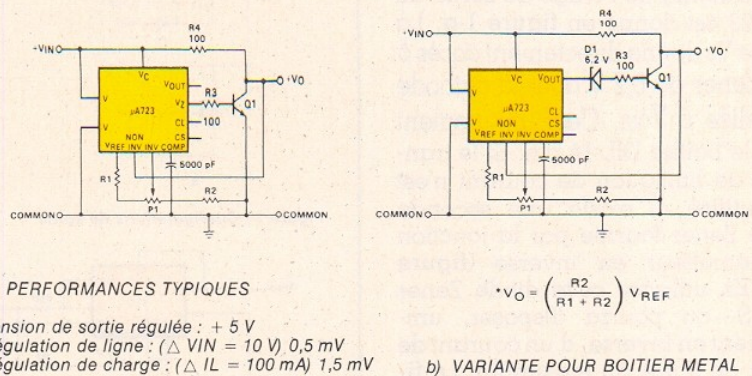 R4
100
+VIN
VC
VOUT
V
VZ
R3
100
Q1
+VO
μA723
CL
V
NON
CS
VREF INV INV COMP
5000 pF
R1
R2
P1
COMMON
COMMON
R4
100
+VIN
D1
6.2 V
R3
100
Q1
+VO*
VC
VOUT
V
μA723
CL
V
NON
CS
VREF INV INV COMP
5000 pF
R1
R2
P1
COMMON
COMMON
PERFORMANCES TYPIQUES
ension de sortie régulée : + 5 V
égulation de ligne : (△ VIN = 10 V) 0,5 mV
égulation de charge : (△ IL = 100 mA) 1,5 mV
*VO = (R2 / R1 + R2) VREF
b) VARIANTE POUR BOITIER METAL